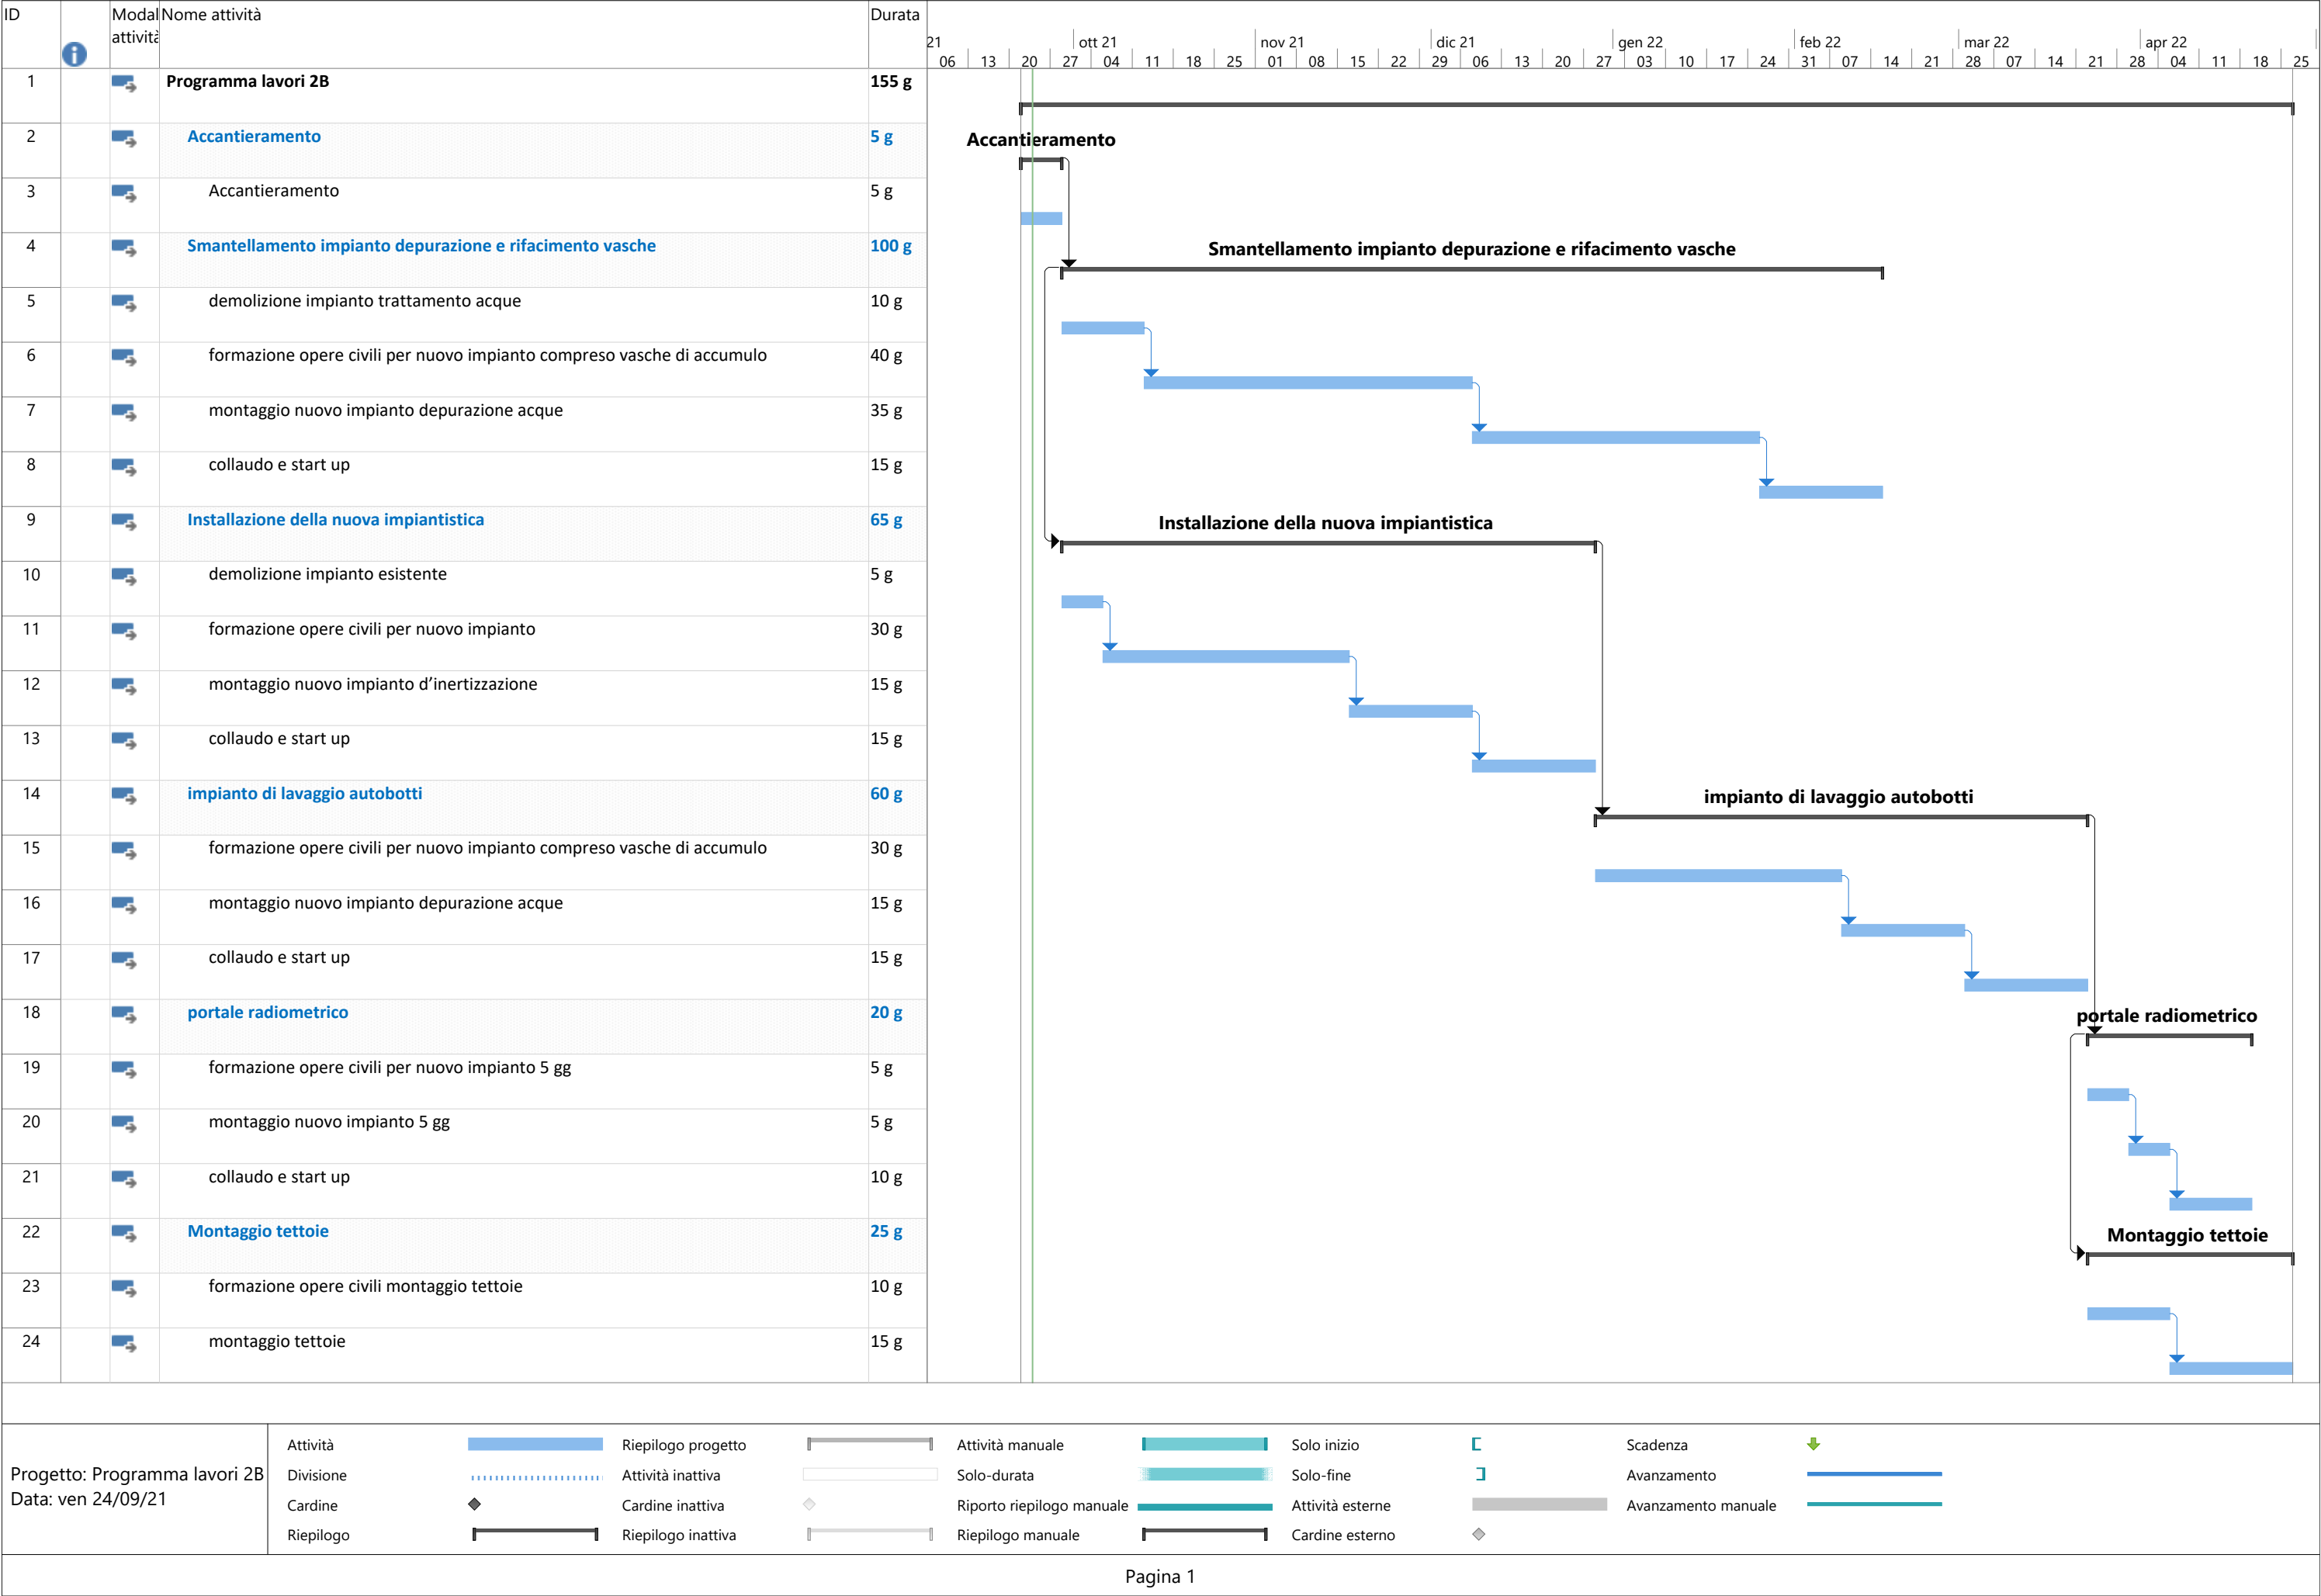 ID Modal Nome attività Durata
attività
21 ott 21 nov 21 dic 21 gen 22 feb 22 mar 22 apr 22
06 13 20 27 04 11 18 25 01 08 15 22 29 06 13 20 27 03 10 17 24 31 07 14 21 28 07 14 21 28 04 11 18 25
1 Programma lavori 2B 155 g
2 Accantieramento 5 g Accantieramento
3 Accantieramento 5 g
4 Smantellamento impianto depurazione e rifacimento vasche 100 g Smantellamento impianto depurazione e rifacimento vasche
5 demolizione impianto trattamento acque 10 g
6 formazione opere civili per nuovo impianto compreso vasche di accumulo 40 g
7 montaggio nuovo impianto depurazione acque 35 g
8 collaudo e start up 15 g
9 Installazione della nuova impiantistica 65 g Installazione della nuova impiantistica
10 demolizione impianto esistente 5 g
11 formazione opere civili per nuovo impianto 30 g
12 montaggio nuovo impianto d’inertizzazione 15 g
13 collaudo e start up 15 g
14 impianto di lavaggio autobotti 60 g impianto di lavaggio autobotti
15 formazione opere civili per nuovo impianto compreso vasche di accumulo 30 g
16 montaggio nuovo impianto depurazione acque 15 g
17 collaudo e start up 15 g
18 portale radiometrico 20 g portale radiometrico
19 formazione opere civili per nuovo impianto 5 gg 5 g
20 montaggio nuovo impianto 5 gg 5 g
21 collaudo e start up 10 g
22 Montaggio tettoie 25 g Montaggio tettoie
23 formazione opere civili montaggio tettoie 10 g
24 montaggio tettoie 15 g
Progetto: Programma lavori 2B
Data: ven 24/09/21
Attività Riepilogo progetto Attività manuale Solo inizio Scadenza
Divisione Attività inattiva Solo-durata Solo-fine Avanzamento
Cardine Cardine inattiva Riporto riepilogo manuale Attività esterne Avanzamento manuale
Riepilogo Riepilogo inattiva Riepilogo manuale Cardine esterno
Pagina 1